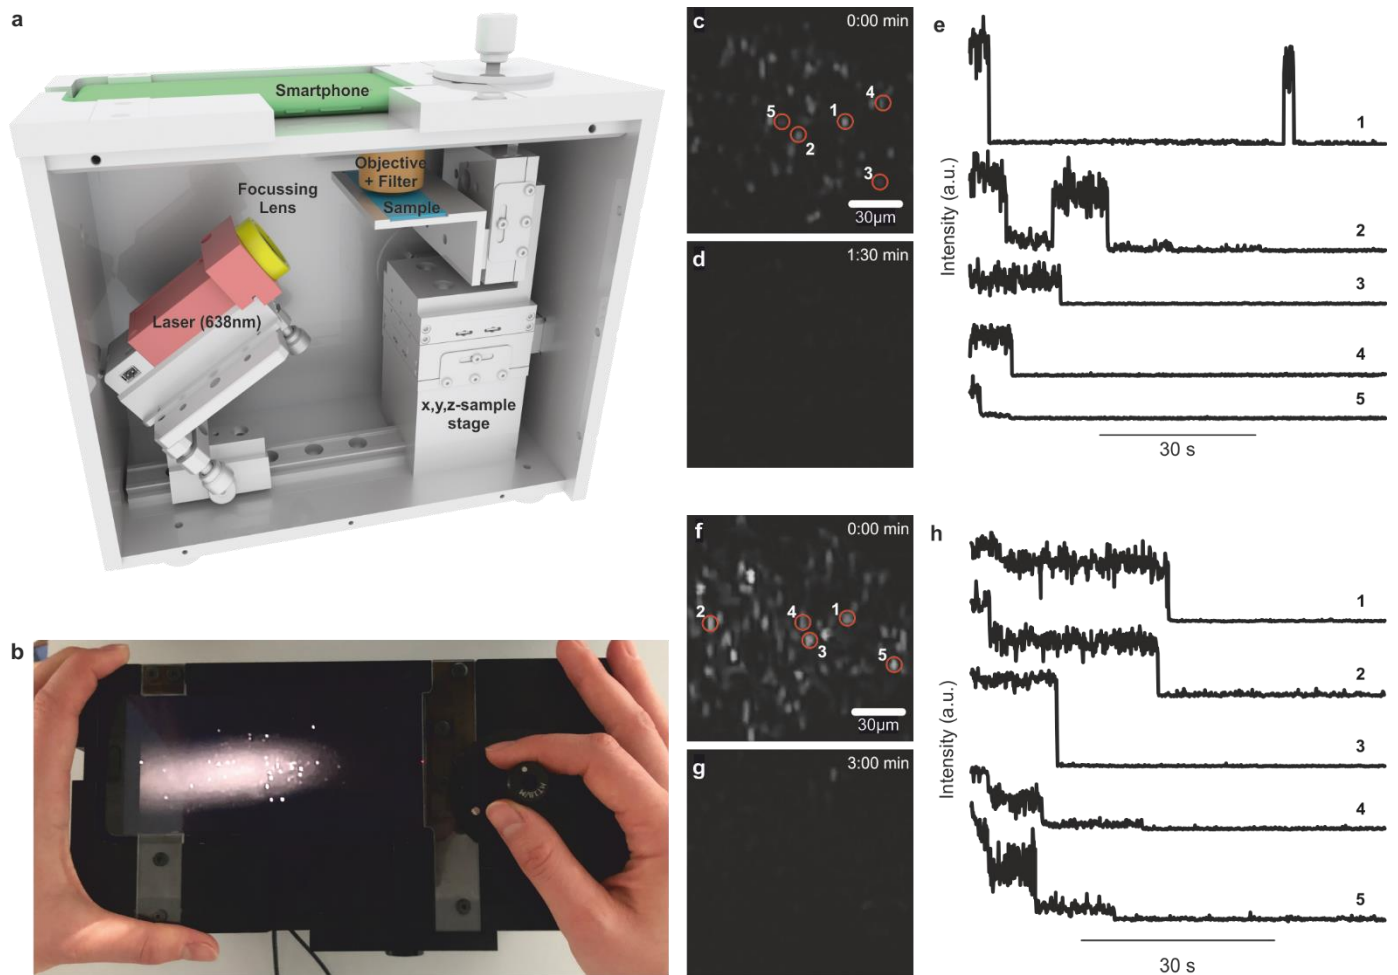 a
Smartphone
Objective
+ Filter
Focussing
Lens
Sample
Laser (638nm)
x,y,z-sample
stage
b
c
0:00 min
4
5
1
2
3
30µm
d
1:30 min
e
Intensity (a.u.)
1
2
3
4
5
30 s
f
0:00 min
2
4
1
3
5
30µm
g
3:00 min
h
Intensity (a.u.)
1
2
3
4
5
30 s